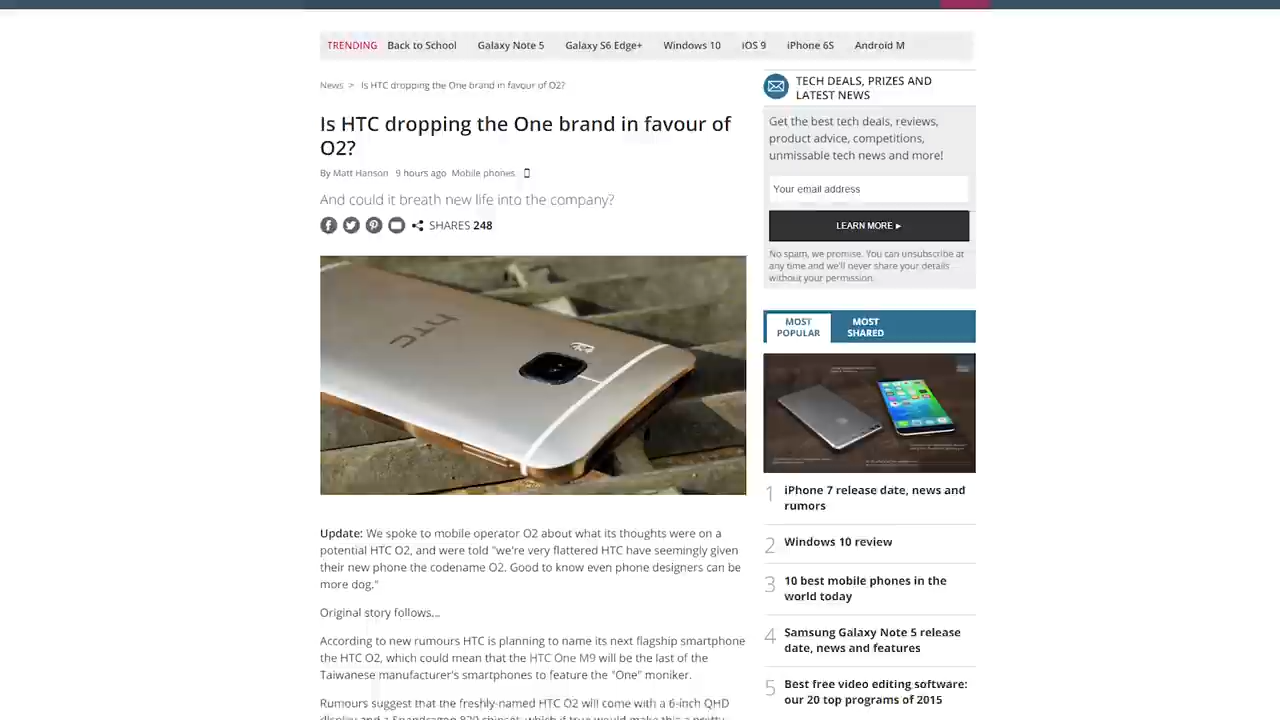 TRENDING Back to School Galaxy Note 5 Galaxy S6 Edge+ Windows 10 iOS 9 iPhone 6S Android M
News > Is HTC dropping the One brand in favour of O2?
Is HTC dropping the One brand in favour of
O2?
By Matt Hanson 9 hours ago Mobile phones
And could it breath new life into the company?
SHARES 248
htc
Update: We spoke to mobile operator O2 about what its thoughts were on a
potential HTC O2, and were told "we're very flattered HTC have seemingly given
their new phone the codename O2. Good to know even phone designers can be
more dog."
Original story follows...
According to new rumours HTC is planning to name its next flagship smartphone
the HTC O2, which could mean that the HTC One M9 will be the last of the
Taiwanese manufacturer's smartphones to feature the "One" moniker.
Rumours suggest that the freshly-named HTC O2 will come with a 6-inch QHD
display and a Snapdragon 820 chipset, which if true would make this a pretty
TECH DEALS, PRIZES AND
LATEST NEWS
Get the best tech deals, reviews,
product advice, competitions,
unmissable tech news and more!
Your email address
LEARN MORE ▸
No spam, we promise. You can unsubscribe at
any time and we'll never share your details
without your permission.
MOST
POPULAR
MOST
SHARED
1 iPhone 7 release date, news and
rumors
2 Windows 10 review
3 10 best mobile phones in the
world today
4 Samsung Galaxy Note 5 release
date, news and features
5 Best free video editing software:
our 20 top programs of 2015